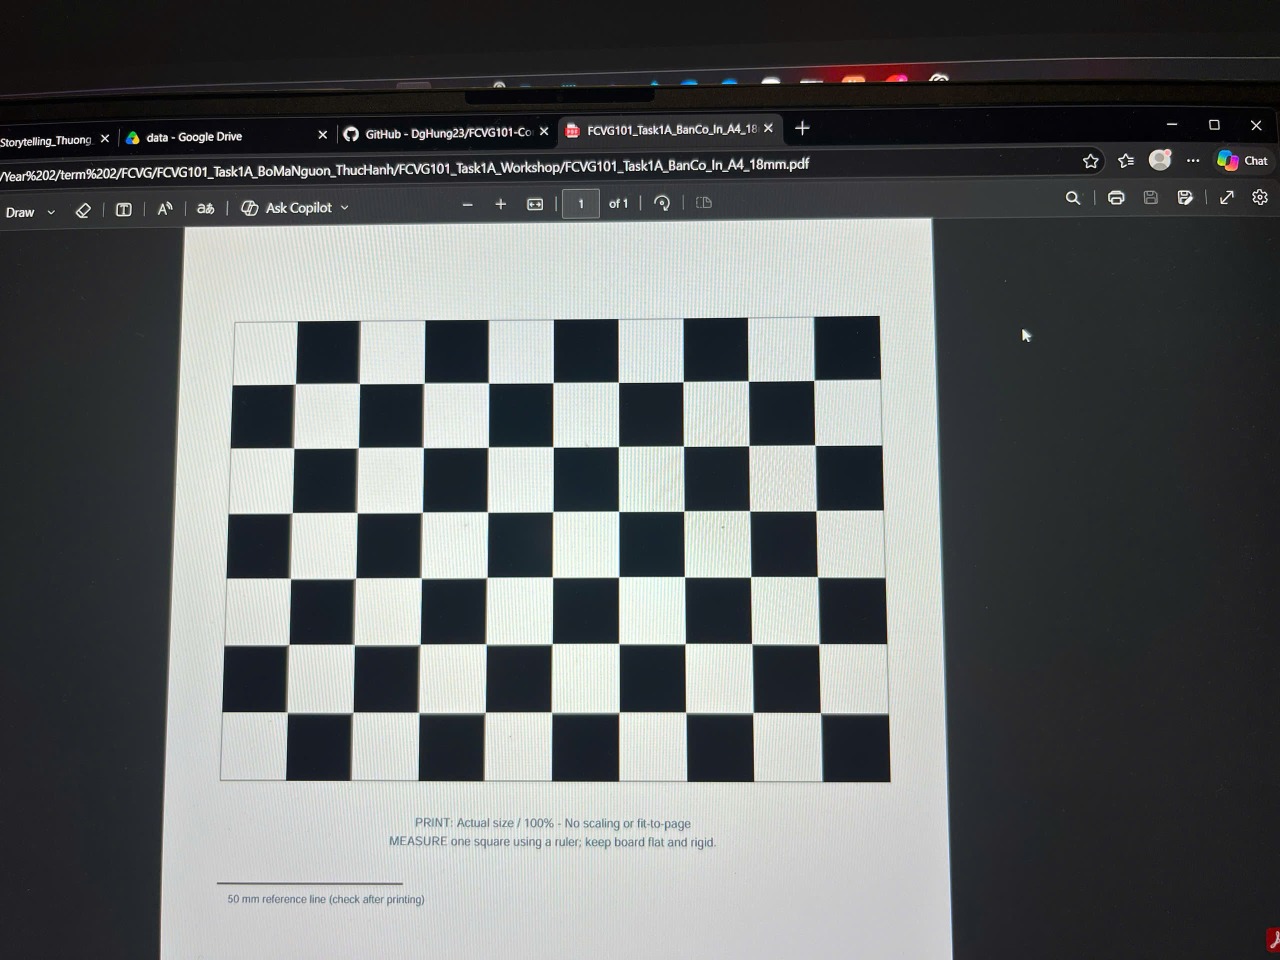 Storytelling_Thuong
data - Google Drive
GitHub - DgHung23/FCVG101-Co
FCVG101_Task1A_BanCo_In_A4_18
/Year%202/term%202/FCVG/FCVG101_Task1A_BoMaNguon_ThucHanh/FCVG101_Task1A_Workshop/FCVG101_Task1A_BanCo_In_A4_18mm.pdf
Chat
Draw
aあ
Ask Copilot
1 of 1
PRINT: Actual size / 100% - No scaling or fit-to-page
MEASURE one square using a ruler; keep board flat and rigid.
50 mm reference line (check after printing)